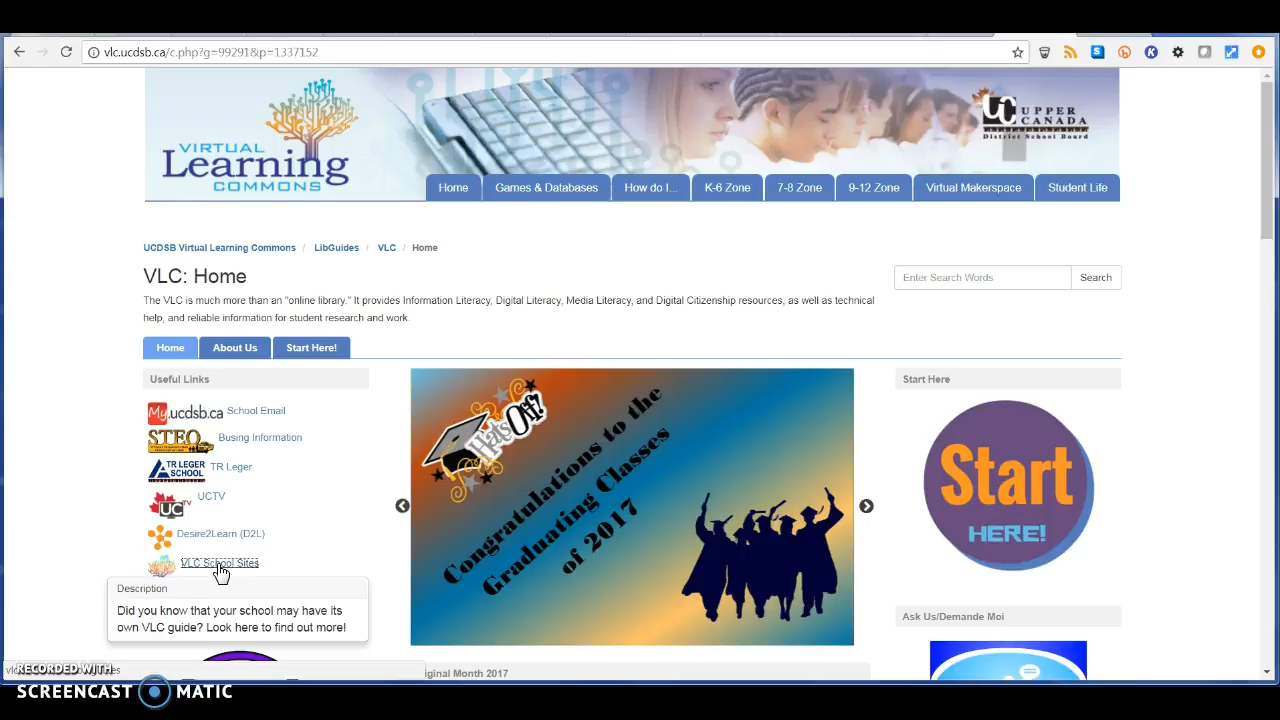 vlc.ucdsb.ca/c.php?g=99291&p=1337152
VIRTUAL
Learning
COMMONS
UC UPPER
CANADA
District School Board
Home
Games & Databases
How do I...
K-6 Zone
7-8 Zone
9-12 Zone
Virtual Makerspace
Student Life
UCDSB Virtual Learning Commons / LibGuides / VLC / Home
VLC: Home
Enter Search Words
Search
The VLC is much more than an "online library." It provides Information Literacy, Digital Literacy, Media Literacy, and Digital Citizenship resources, as well as technical
help, and reliable information for student research and work.
Home
About Us
Start Here!
Useful Links
My.ucdsb.ca School Email
STEO Busing Information
TR LEGER SCHOOL TR Leger
UC TV UCTV
Desire2Learn (D2L)
VLC School Sites
Description
Did you know that your school may have its
own VLC guide? Look here to find out more!
Hats Off!
Congratulations to the
Graduating Classes
of 2017
Start Here
Start
HERE!
Ask Us/Demande Moi
iginal Month 2017
RECORDED WITH
SCREENCAST MATIC